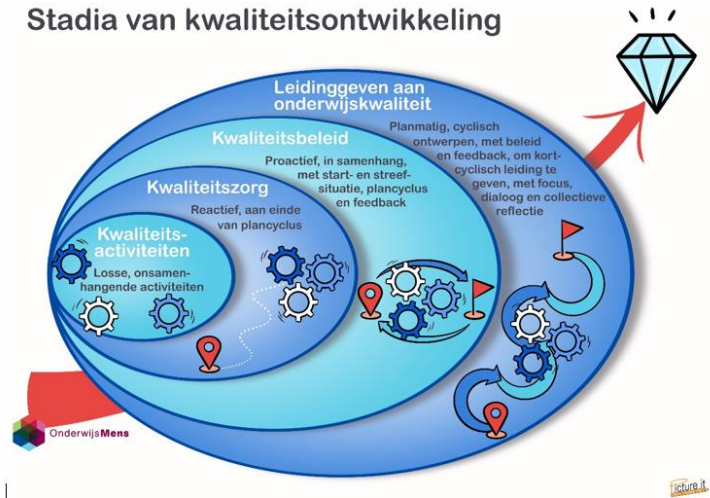 Stadia van kwaliteitsontwikkeling
Leidinggeven aan
onderwijskwaliteit
Planmatig, cyclisch
ontwerpen, met beleid
en feedback, om kort-
cyclisch leiding te
geven, met focus,
dialoog en collectieve
reflectie
Kwaliteitsbeleid
Proactief, in samenhang,
met start- en streef-
situatie, plancyclus
en feedback
Kwaliteitszorg
Reactief, aan einde
van plancyclus
Kwaliteits-
activiteiten
Losse, onsamen-
hangende activiteiten
OnderwijsMens
icture it